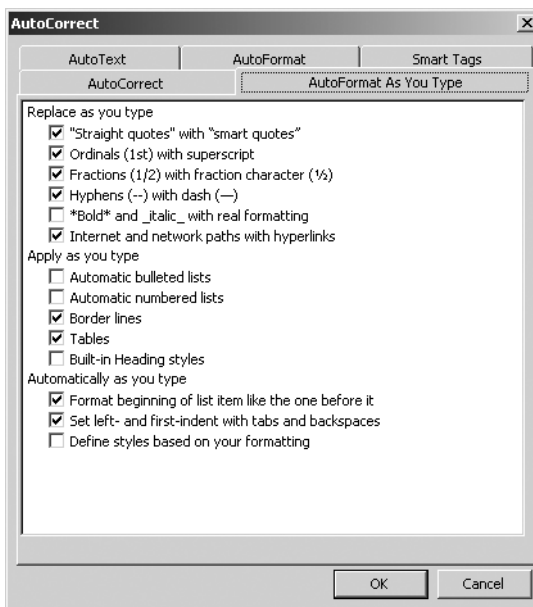 AutoCorrect
AutoText AutoFormat Smart Tags
AutoCorrect AutoFormat As You Type
Replace as you type
"Straight quotes" with “smart quotes”
Ordinals (1st) with superscript
Fractions (1/2) with fraction character (½)
Hyphens (--) with dash (—)
*Bold* and _italic_ with real formatting
Internet and network paths with hyperlinks
Apply as you type
Automatic bulleted lists
Automatic numbered lists
Border lines
Tables
Built-in Heading styles
Automatically as you type
Format beginning of list item like the one before it
Set left- and first-indent with tabs and backspaces
Define styles based on your formatting
OK Cancel